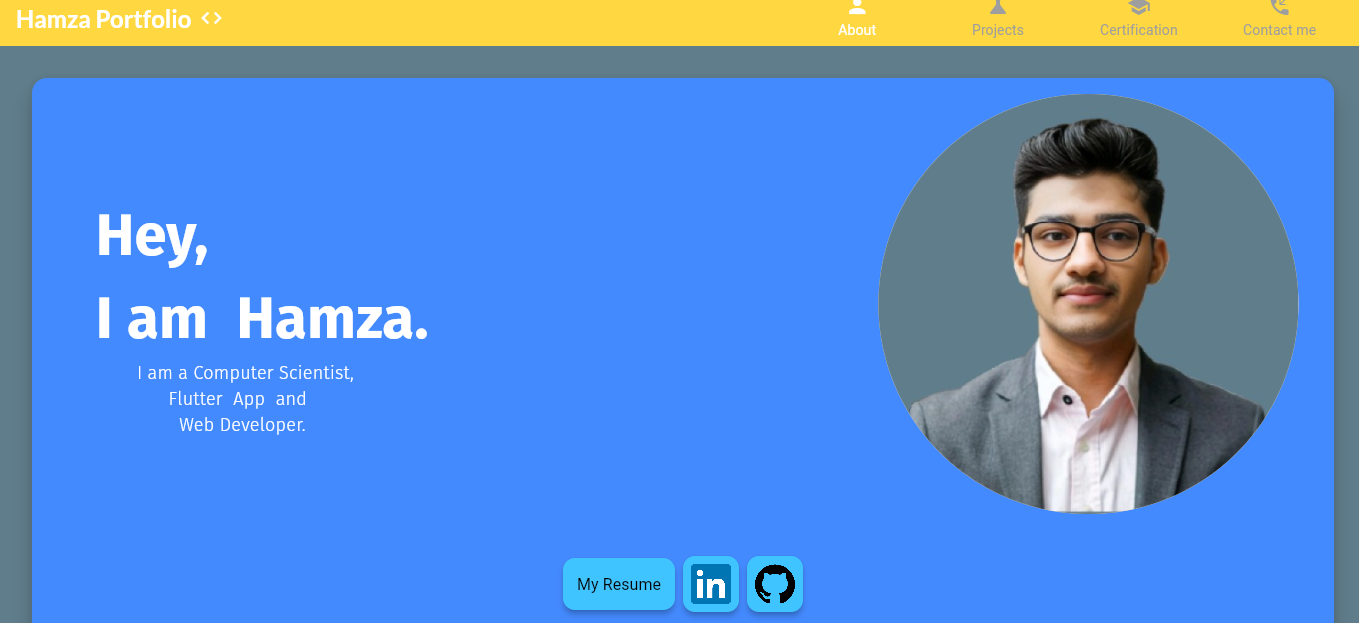 Hamza Portfolio <>
About
Projects
Certification
Contact me
Hey,
I am Hamza.
I am a Computer Scientist,
Flutter App and
Web Developer.
My Resume
in